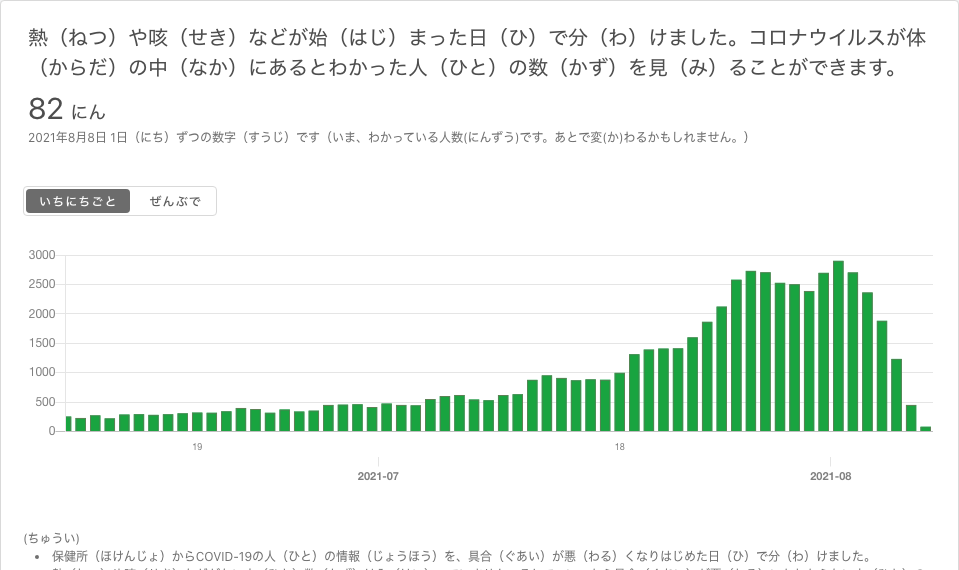 熱（ねつ）や咳（せき）などが始（はじ）まった日（ひ）で分（わ）けました。コロナウイルスが体
（からだ）の中（なか）にあるとわかった人（ひと）の数（かず）を見（み）ることができます。
82 にん
2021年8月8日 1日（にち）ずつの数字（すうじ）です（いま、わかっている人数(にんずう)です。あとで変(か)わるかもしれません。）
いちにちごと ぜんぶで
3000
2500
2000
1500
1000
500
0
19 18
2021-07 2021-08
(ちゅうい)
• 保健所（ほけんじょ）からCOVID-19の人（ひと）の情報（じょうほう）を、具合（ぐあい）が悪（わる）くなりはじめた日（ひ）で分（わ）けました。